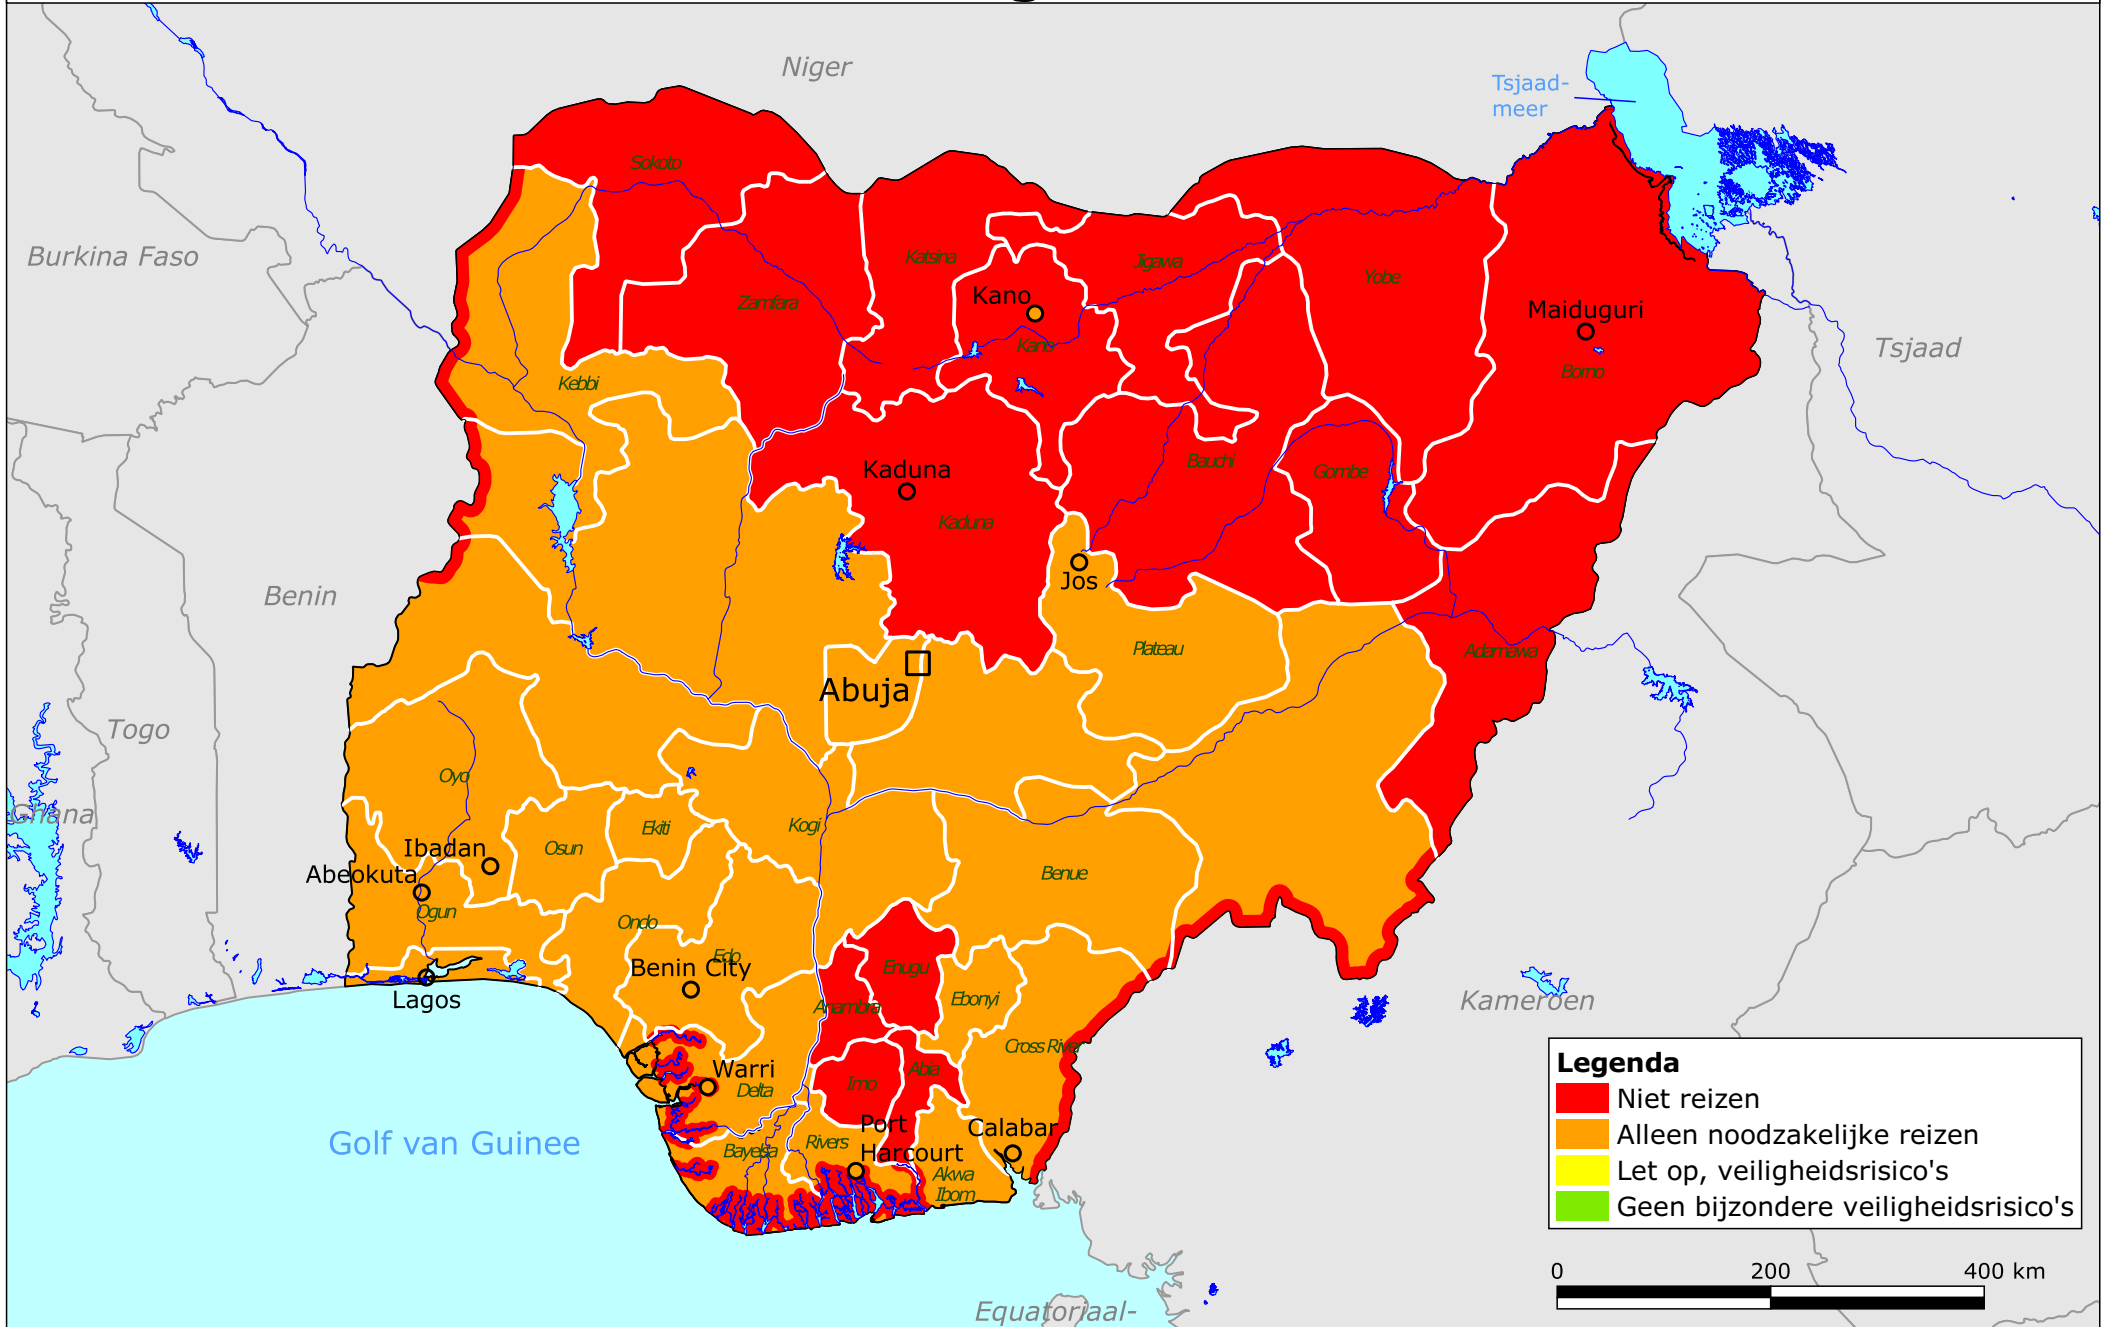 Niger
Tsjaad-
meer
Sokoto
Burkina Faso
Katsina
Jigawa
Yobe
Zamfara
Kano
Maiduguri
Kano
Tsjaad
Borno
Kebbi
Kaduna
Bauchi
Gombe
Kaduna
Jos
Benin
Plateau
Adamawa
Abuja
Togo
Oyo
Ghana
Kogi
Ekiti
Ibadan
Osun
Abeokuta
Benue
Ogun
Ondo
Edo
Benin City
Enugu
Lagos
Anambra
Ebonyi
Kameroen
Cross River
Warri
Delta
Imo
Abia
Port
Harcourt
Calabar
Golf van Guinee
Bayelsa
Rivers
Akwa
Ibom
Legenda
Niet reizen
Alleen noodzakelijke reizen
Let op, veiligheidsrisico's
Geen bijzondere veiligheidsrisico's
0 200 400 km
Equatoriaal-